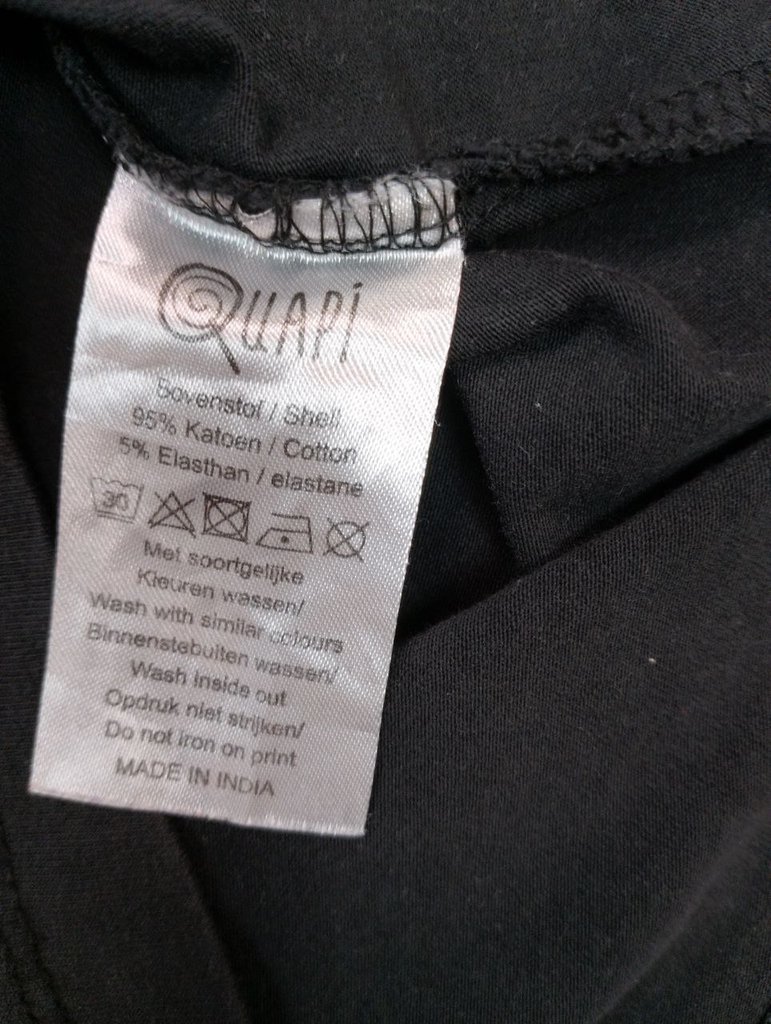 QUAPI
Bovenstof / Shell
95% Katoen / Cotton
5% Elasthan / elastane
30
Met soortgelijke
Kleuren wassen/
Wash with similar colours
Binnenstebuiten wassen/
Wash inside out
Opdruk niet strijken/
Do not iron on print
MADE IN INDIA